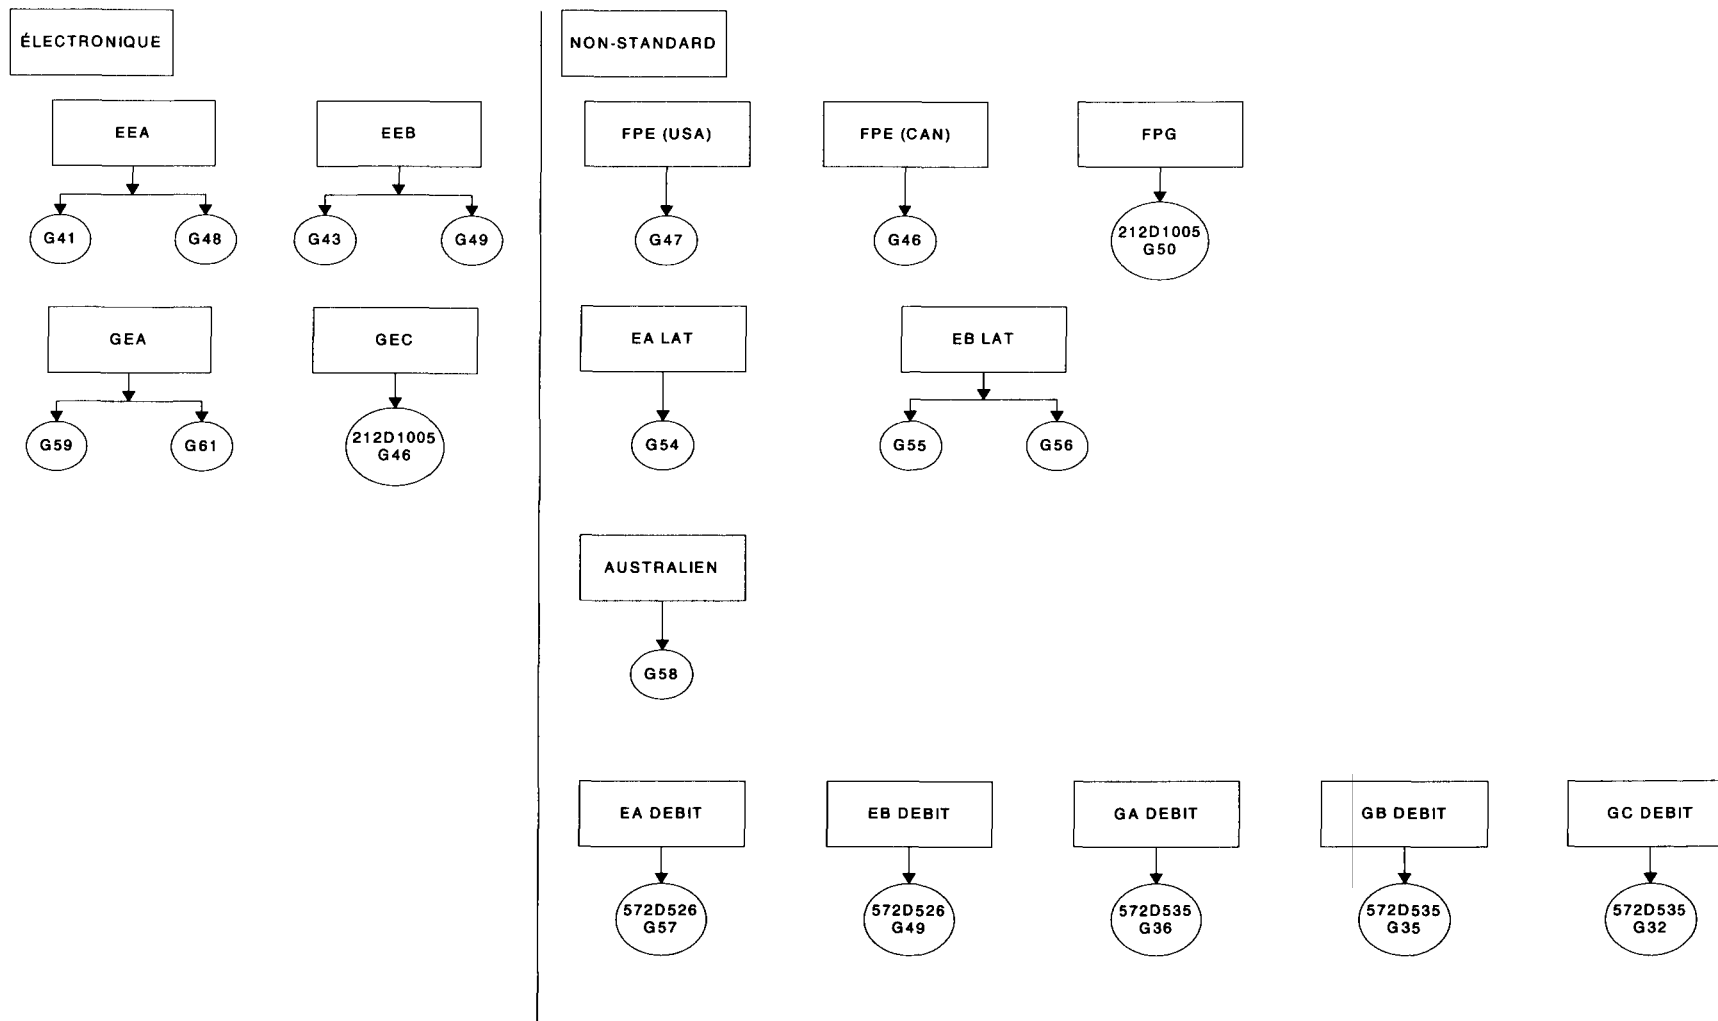 ÉLECTRONIQUE
NON-STANDARD
EEA
EEB
FPE (USA)
FPE (CAN)
FPG
G41
G48
G43
G49
G47
G46
212D1005
G50
GEA
GEC
EA LAT
EB LAT
G59
G61
212D1005
G46
G54
G55
G56
AUSTRALIEN
G58
EA DEBIT
EB DEBIT
GA DEBIT
GB DEBIT
GC DEBIT
572D526
G57
572D526
G49
572D535
G36
572D535
G35
572D535
G32